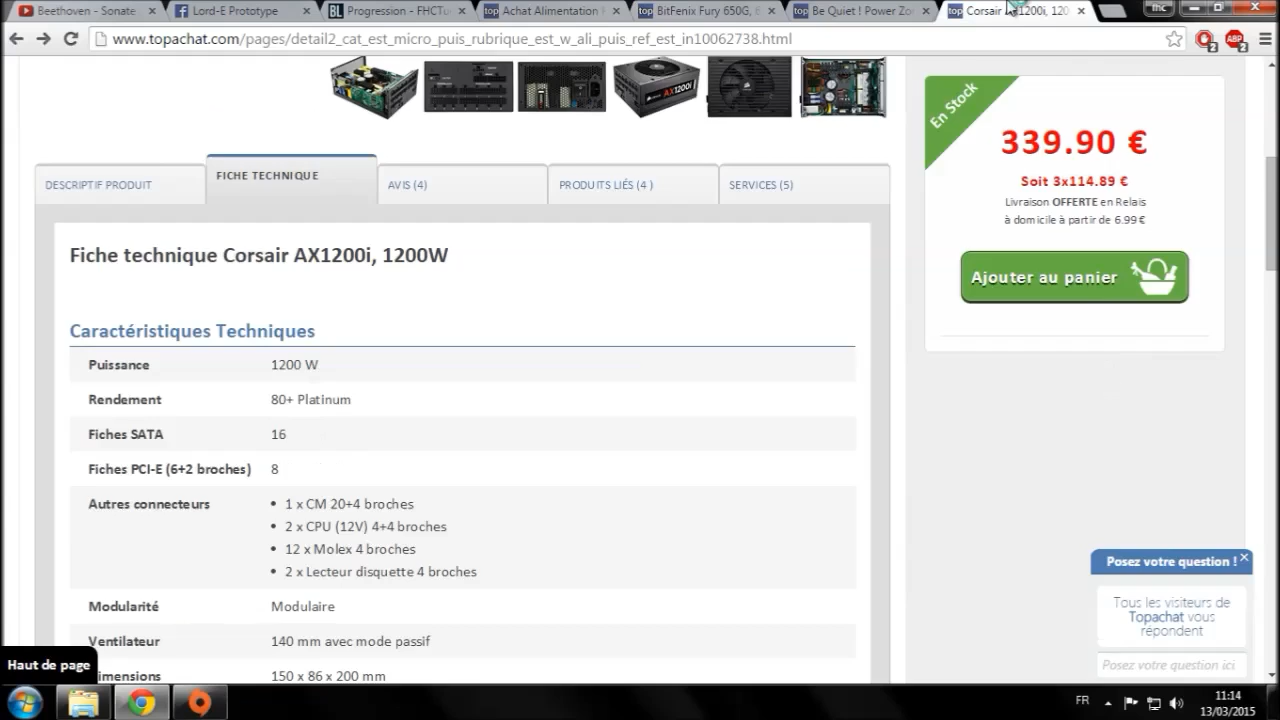 Beethoven - Sonate
Lord-E Prototype
Progression - FHCTu
Achat Alimentation
BitFenix Fury 650G, B
Be Quiet ! Power Zo
Corsair AX1200i, 120
lhc
www.topachat.com/pages/detail2_cat_est_micro_puis_rubrique_est_w_ali_puis_ref_est_in10062738.html
2
ABP
2
AX1200i
En Stock
339.90 €
Soit 3x114.89 €
Livraison OFFERTE en Relais
à domicile à partir de 6.99 €
Ajouter au panier
DESCRIPTIF PRODUIT
FICHE TECHNIQUE
AVIS (4)
PRODUITS LIÉS (4 )
SERVICES (5)
Fiche technique Corsair AX1200i, 1200W
Caractéristiques Techniques
Puissance 1200 W
Rendement 80+ Platinum
Fiches SATA 16
Fiches PCI-E (6+2 broches) 8
Autres connecteurs • 1 x CM 20+4 broches
• 2 x CPU (12V) 4+4 broches
• 12 x Molex 4 broches
• 2 x Lecteur disquette 4 broches
Modularité Modulaire
Ventilateur 140 mm avec mode passif
imensions 150 x 86 x 200 mm
Haut de page
Posez votre question !
Tous les visiteurs de
Topachat vous
répondent
Posez votre question ici
FR
11:14
13/03/2015